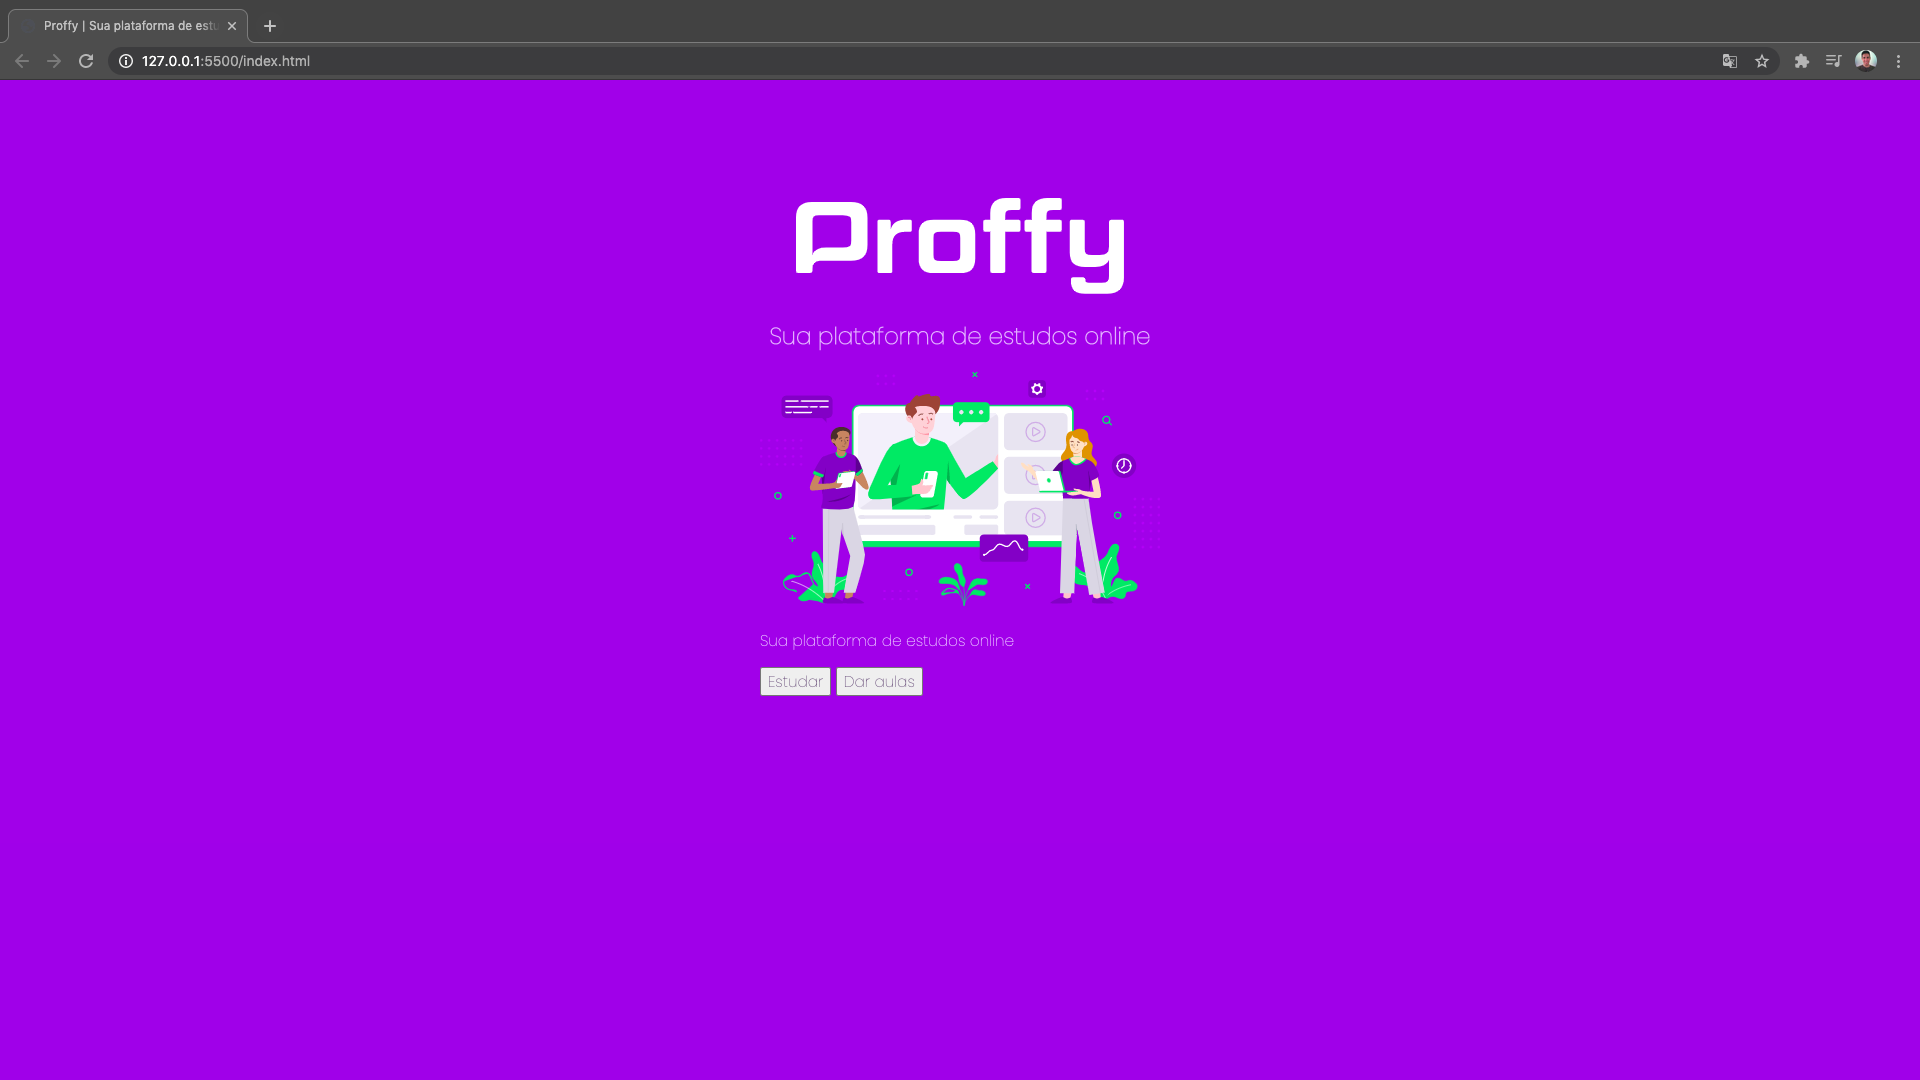 Proffy | Sua plataforma de estu
127.0.0.1:5500/index.html
Proffy
Sua plataforma de estudos online
Sua plataforma de estudos online
Estudar
Dar aulas